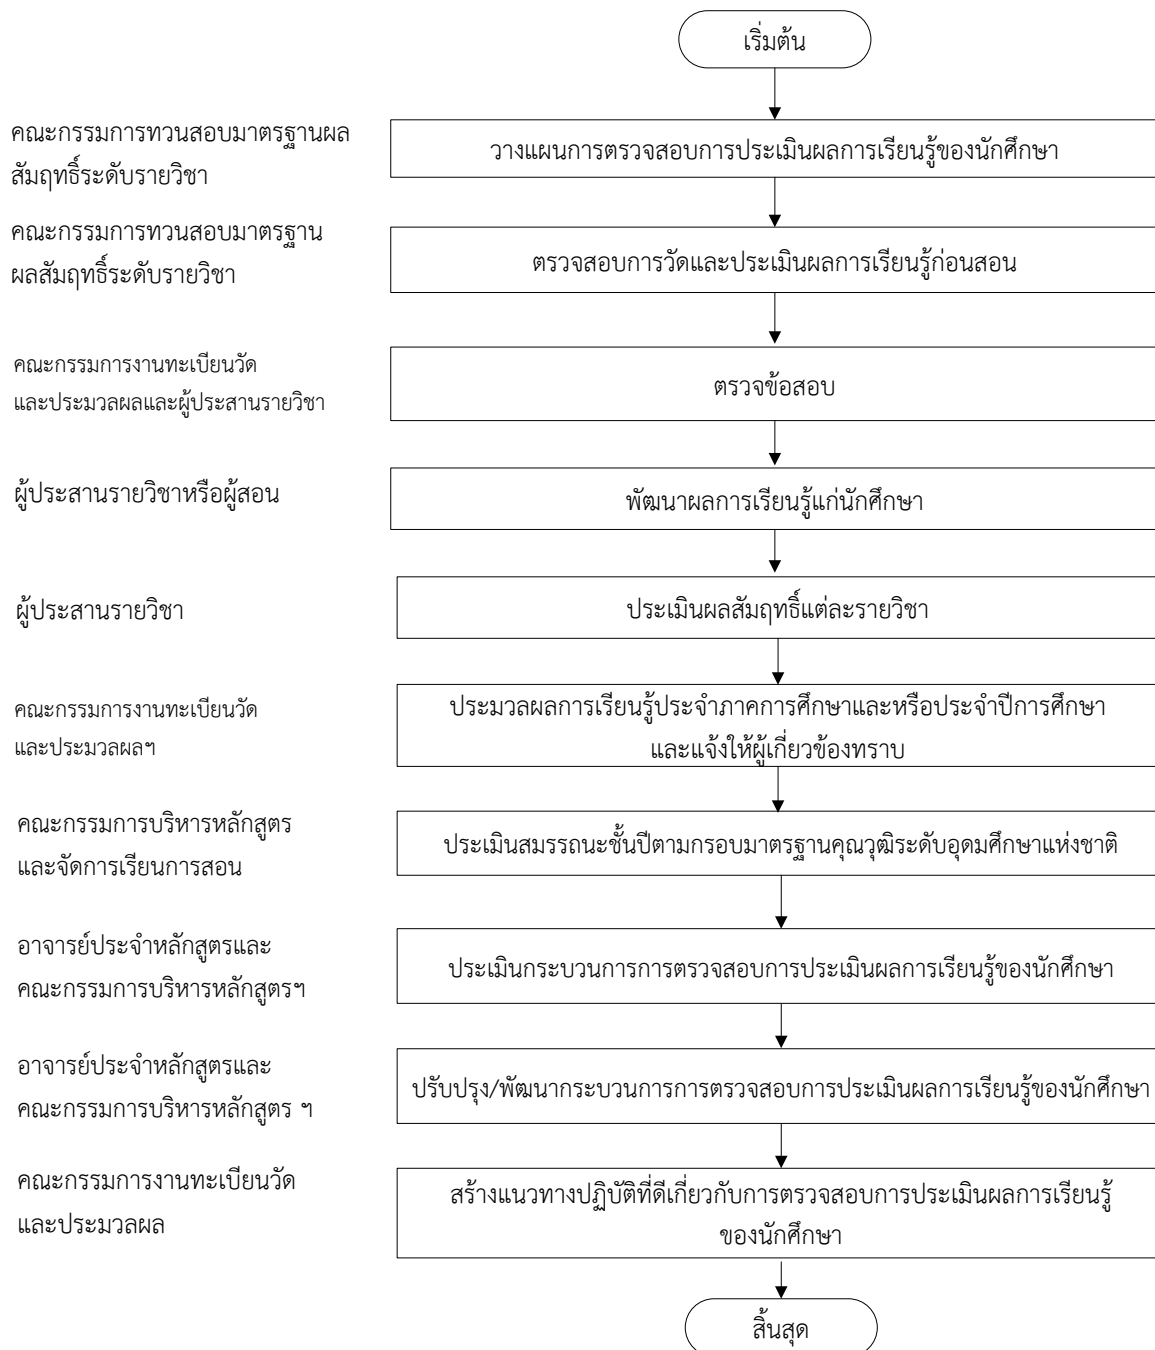 เริ่มต้น
คณะกรรมการทวนสอบมาตรฐานผล
สัมฤทธิ์ระดับรายวิชา
วางแผนการตรวจสอบการประเมินผลการเรียนรู้ของนักศึกษา
คณะกรรมการทวนสอบมาตรฐาน
ผลสัมฤทธิ์ระดับรายวิชา
ตรวจสอบการวัดและประเมินผลการเรียนรู้ก่อนสอน
คณะกรรมการงานทะเบียนวัด
และประมวลผลและผู้ประสานรายวิชา
ตรวจข้อสอบ
ผู้ประสานรายวิชาหรือผู้สอน
พัฒนาผลการเรียนรู้แก่นักศึกษา
ผู้ประสานรายวิชา
ประเมินผลสัมฤทธิ์แต่ละรายวิชา
คณะกรรมการงานทะเบียนวัด
และประมวลผลฯ
ประมวลผลการเรียนรู้ประจำภาคการศึกษาและหรือประจำปีการศึกษา
และแจ้งให้ผู้เกี่ยวข้องทราบ
คณะกรรมการบริหารหลักสูตร
และจัดการเรียนการสอน
ประเมินสมรรถนะชั้นปีตามกรอบมาตรฐานคุณวุฒิระดับอุดมศึกษาแห่งชาติ
อาจารย์ประจำหลักสูตรและ
คณะกรรมการบริหารหลักสูตรฯ
ประเมินกระบวนการการตรวจสอบการประเมินผลการเรียนรู้ของนักศึกษา
อาจารย์ประจำหลักสูตรและ
คณะกรรมการบริหารหลักสูตร ฯ
ปรับปรุง/พัฒนากระบวนการการตรวจสอบการประเมินผลการเรียนรู้ของนักศึกษา
คณะกรรมการงานทะเบียนวัด
และประมวลผล
สร้างแนวทางปฏิบัติที่ดีเกี่ยวกับการตรวจสอบการประเมินผลการเรียนรู้
ของนักศึกษา
สิ้นสุด